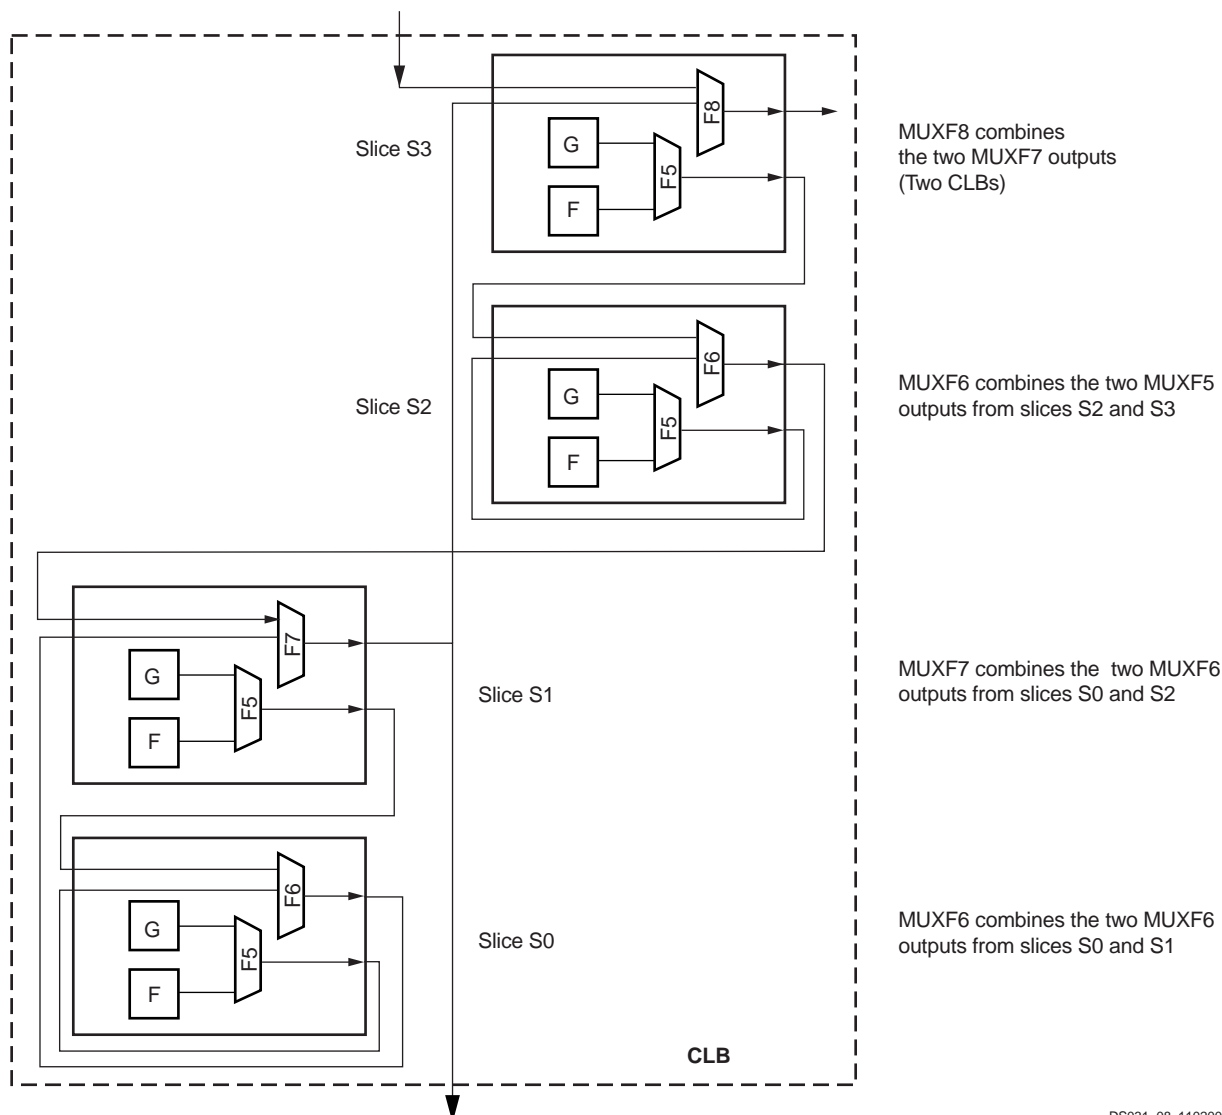 MUXF8 combines
the two MUXF7 outputs
(Two CLBs)
Slice S3
F8
G
F5
F
MUXF6 combines the two MUXF5
outputs from slices S2 and S3
Slice S2
F6
G
F5
F
MUXF7 combines the two MUXF6
outputs from slices S0 and S2
Slice S1
F7
G
F5
F
MUXF6 combines the two MUXF6
outputs from slices S0 and S1
Slice S0
F6
G
F5
F
CLB